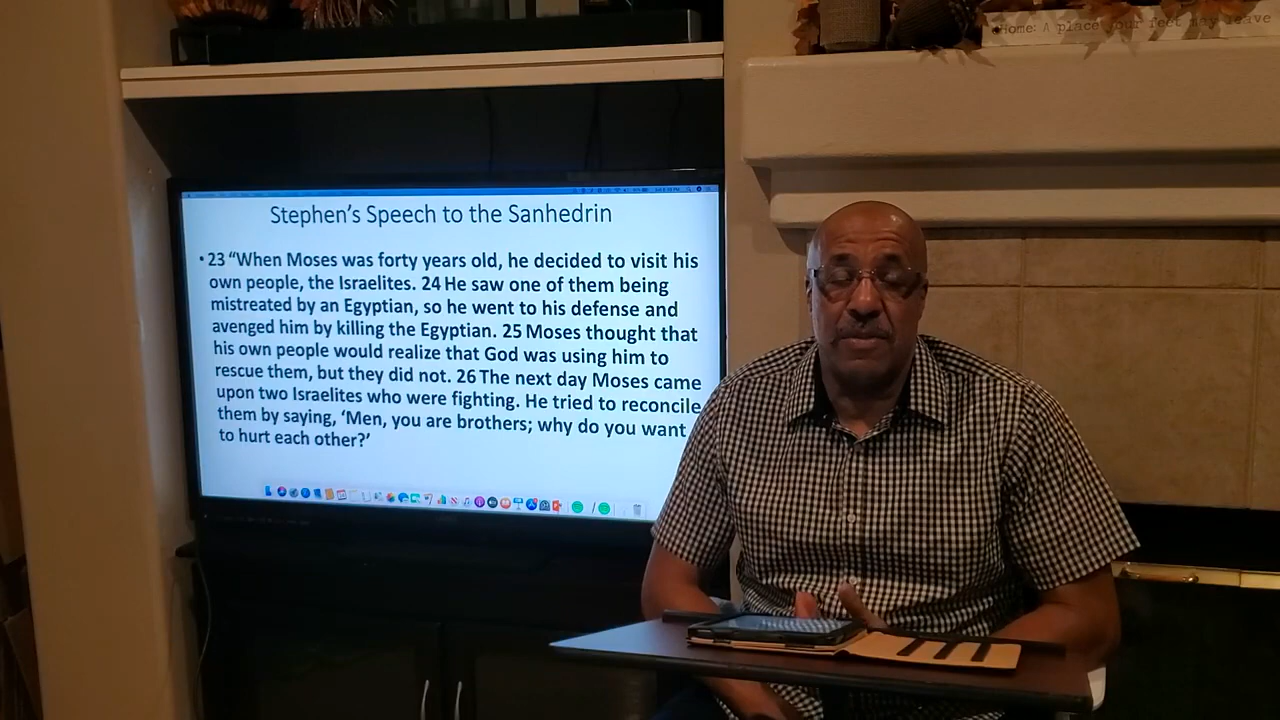 Home: A place your feet may leave
Stephen's Speech to the Sanhedrin
• 23 “When Moses was forty years old, he decided to visit his
own people, the Israelites. 24 He saw one of them being
mistreated by an Egyptian, so he went to his defense and
avenged him by killing the Egyptian. 25 Moses thought that
his own people would realize that God was using him to
rescue them, but they did not. 26 The next day Moses came
upon two Israelites who were fighting. He tried to reconcile
them by saying, ‘Men, you are brothers; why do you want
to hurt each other?’